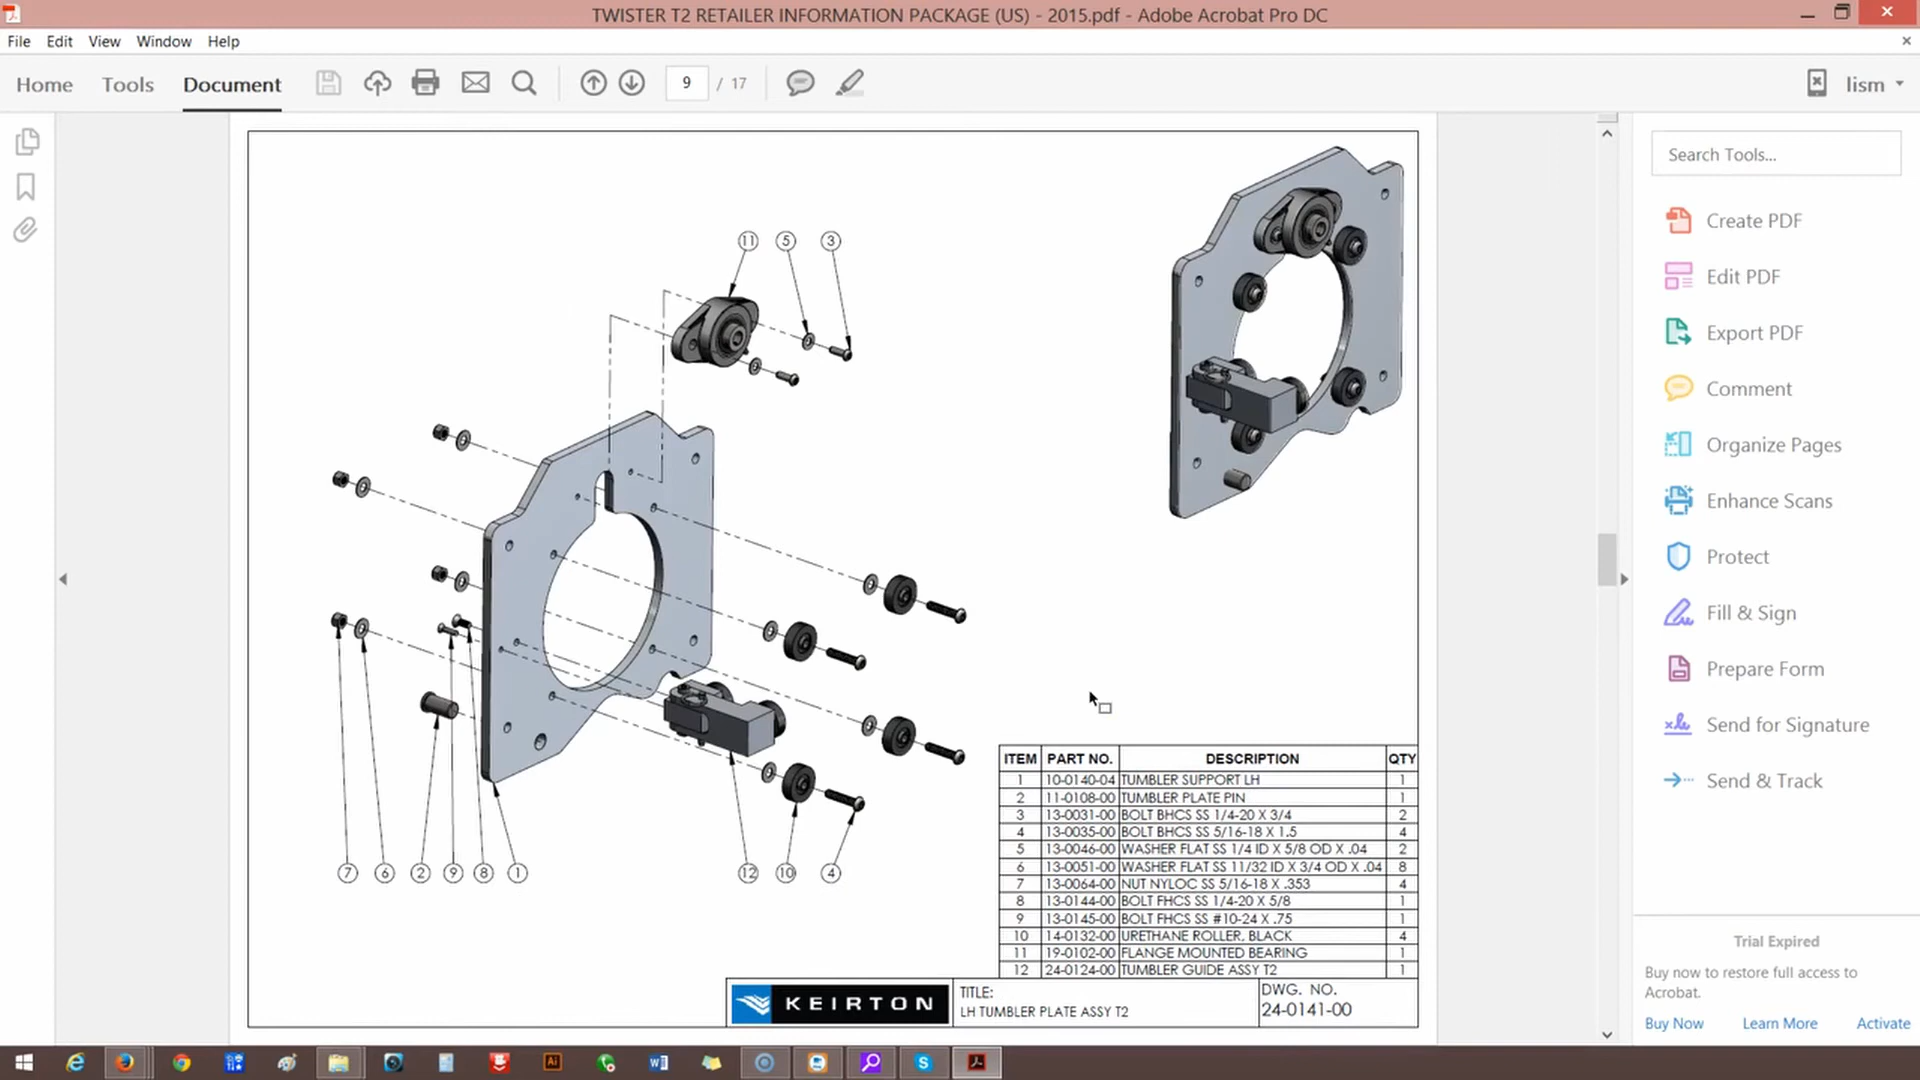 TWISTER T2 RETAILER INFORMATION PACKAGE (US) - 2015.pdf - Adobe Acrobat Pro DC
File Edit View Window Help
Home Tools Document 9 / 17 lism
Search Tools...
Create PDF
Edit PDF
Export PDF
Comment
Organize Pages
Enhance Scans
Protect
Fill & Sign
Prepare Form
Send for Signature
Send & Track
Trial Expired
Buy now to restore full access to
Acrobat.
Buy Now Learn More Activate
11 5 3
7 6 2 9 8 1 12 10 4
ITEM PART NO. DESCRIPTION QTY
1 10-0140-04 TUMBLER SUPPORT LH 1
2 11-0108-00 TUMBLER PLATE PIN 1
3 13-0031-00 BOLT BHCS SS 1/4-20 X 3/4 2
4 13-0035-00 BOLT BHCS SS 5/16-18 X 1.5 4
5 13-0046-00 WASHER FLAT SS 1/4 ID X 5/8 OD X .04 2
6 13-0051-00 WASHER FLAT SS 11/32 ID X 3/4 OD X .04 8
7 13-0064-00 NUT NYLOC SS 5/16-18 X .353 4
8 13-0144-00 BOLT FHCS SS 1/4-20 X 5/8 1
9 13-0145-00 BOLT FHCS SS #10-24 X .75 1
10 14-0132-00 URETHANE ROLLER, BLACK 4
11 19-0102-00 FLANGE MOUNTED BEARING 1
12 24-0124-00 TUMBLER GUIDE ASSY T2 1
KEIRTON
TITLE:
LH TUMBLER PLATE ASSY T2
DWG. NO.
24-0141-00